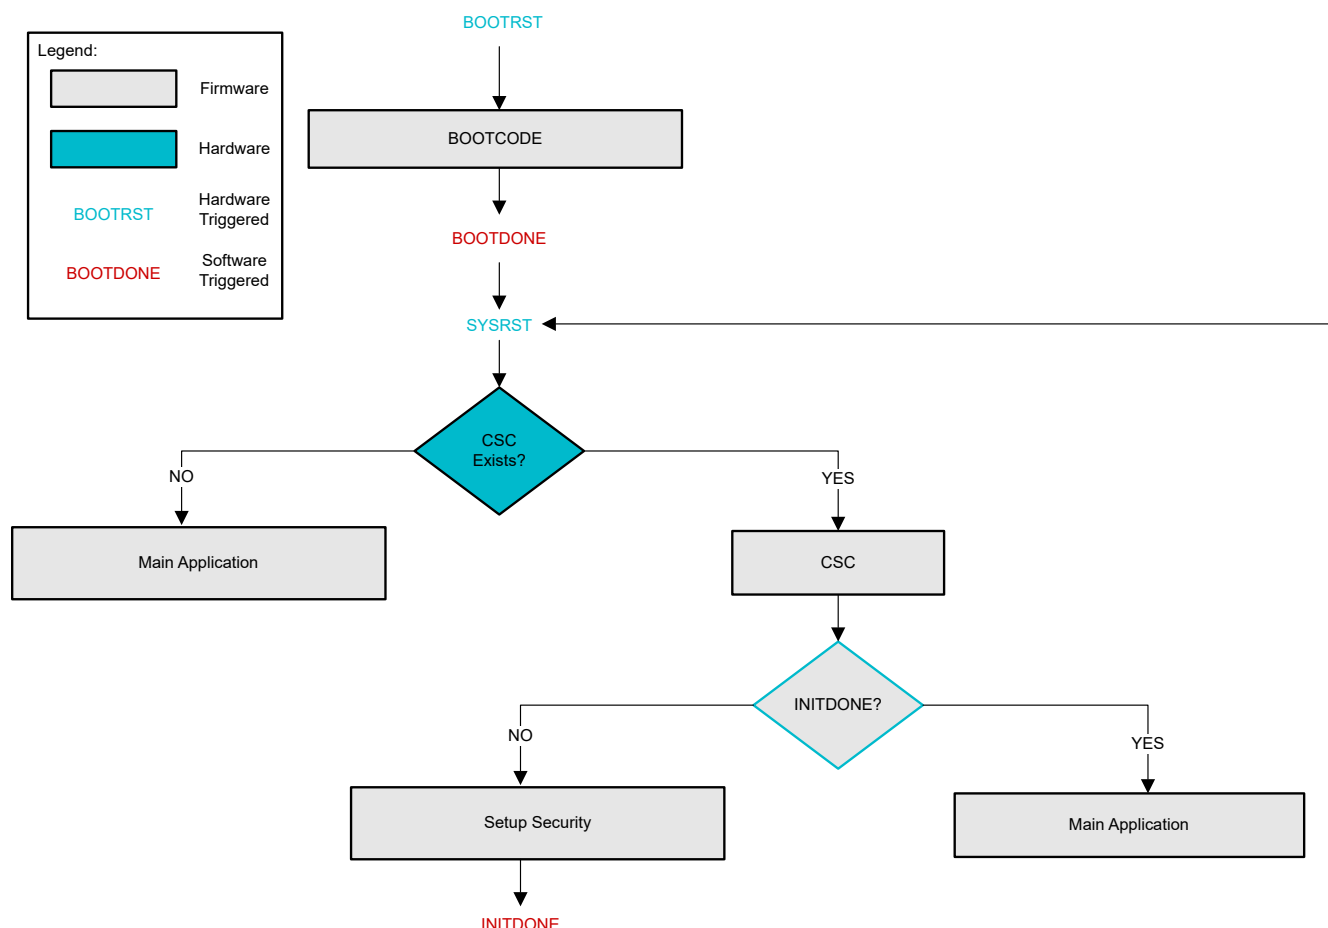 BOOTRST
Legend:
Firmware
Hardware
BOOTRST
Hardware
Triggered
BOOTDONE
Software
Triggered
BOOTCODE
BOOTDONE
SYSRST
CSC
Exists?
NO
YES
Main Application
CSC
INITDONE?
NO
YES
Setup Security
Main Application
INITDONE